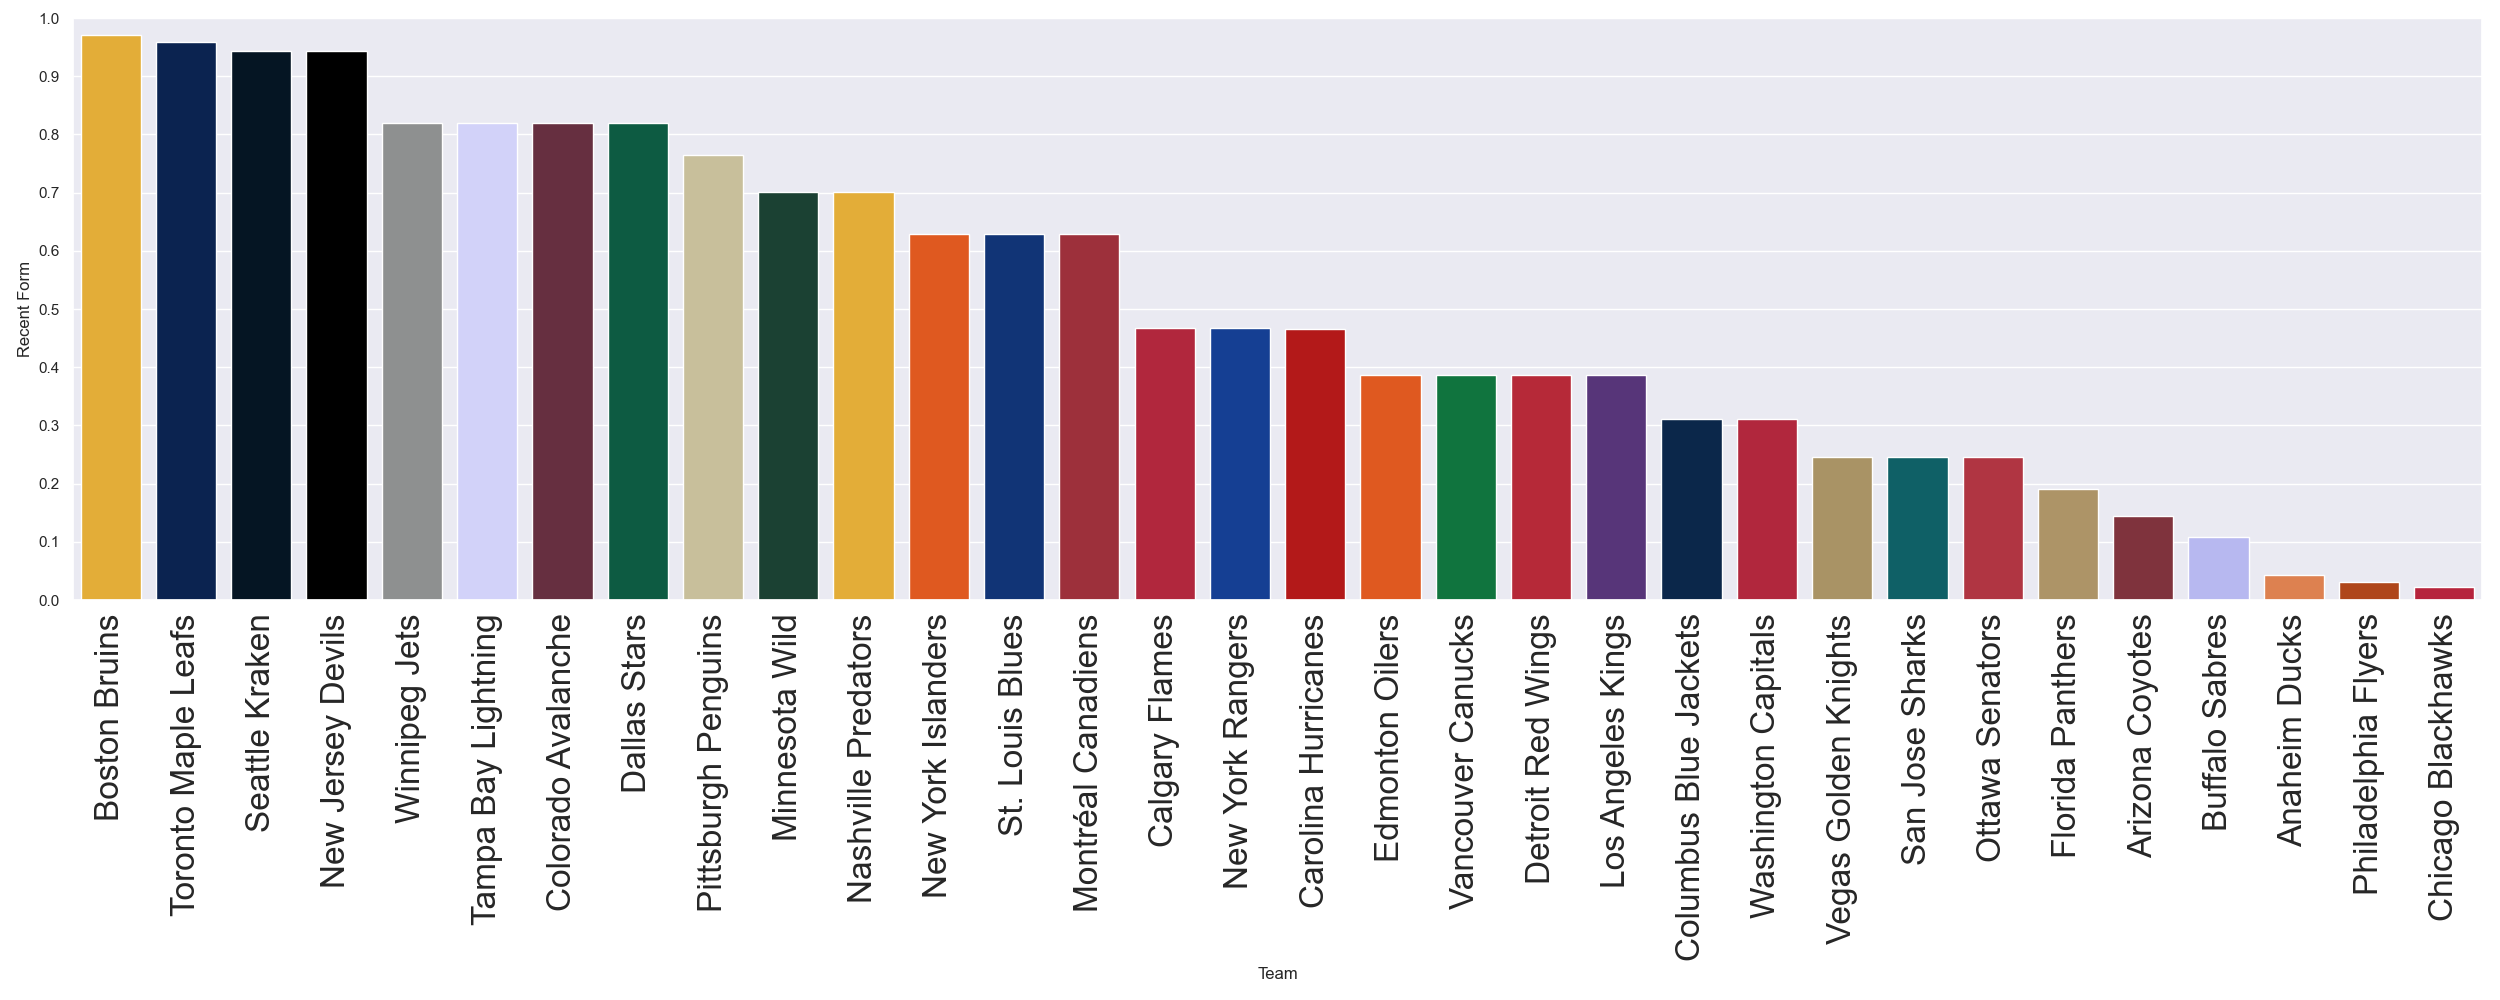 1.0
0.9
0.8
0.7
0.6
0.5
0.4
0.3
0.2
0.1
0.0
Recent Form
Boston Bruins
Toronto Maple Leafs
Seattle Kraken
New Jersey Devils
Winnipeg Jets
Tampa Bay Lightning
Colorado Avalanche
Dallas Stars
Pittsburgh Penguins
Minnesota Wild
Nashville Predators
New York Islanders
St. Louis Blues
Montréal Canadiens
Calgary Flames
New York Rangers
Carolina Hurricanes
Edmonton Oilers
Vancouver Canucks
Detroit Red Wings
Los Angeles Kings
Columbus Blue Jackets
Washington Capitals
Vegas Golden Knights
San Jose Sharks
Ottawa Senators
Florida Panthers
Arizona Coyotes
Buffalo Sabres
Anaheim Ducks
Philadelphia Flyers
Chicago Blackhawks
Team